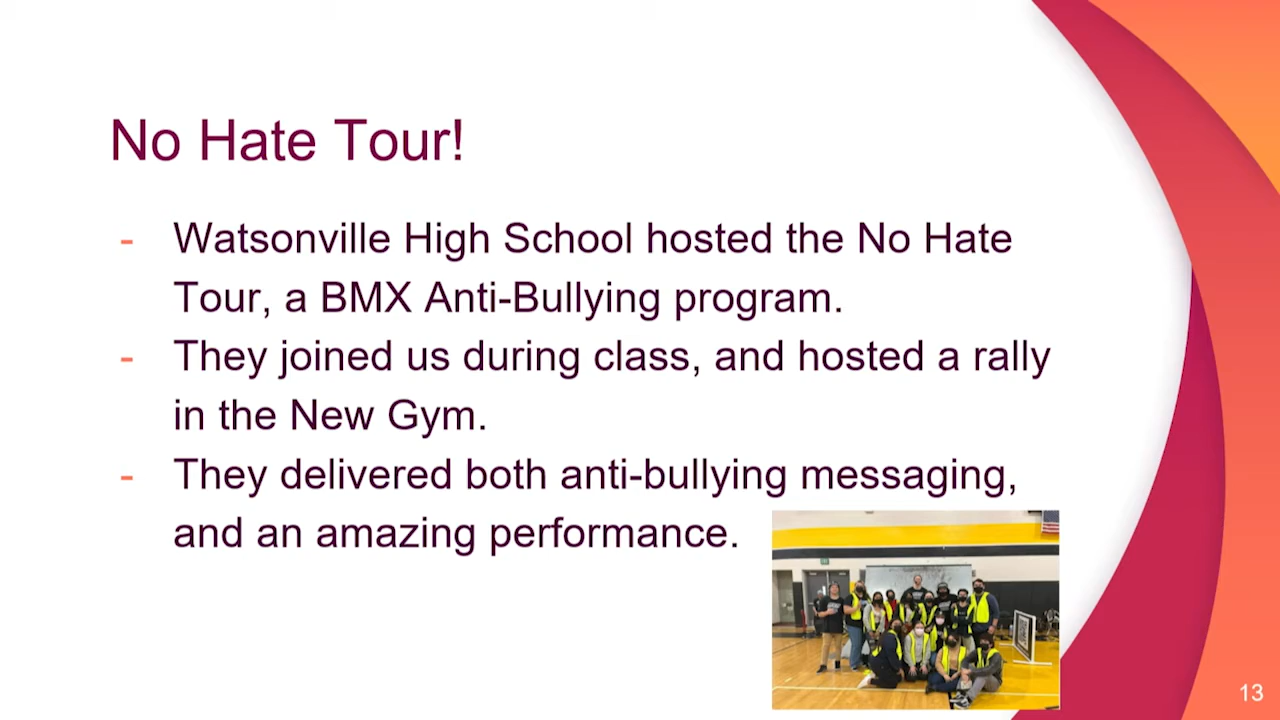 No Hate Tour!
- Watsonville High School hosted the No Hate
Tour, a BMX Anti-Bullying program.
- They joined us during class, and hosted a rally
in the New Gym.
- They delivered both anti-bullying messaging,
and an amazing performance.
13